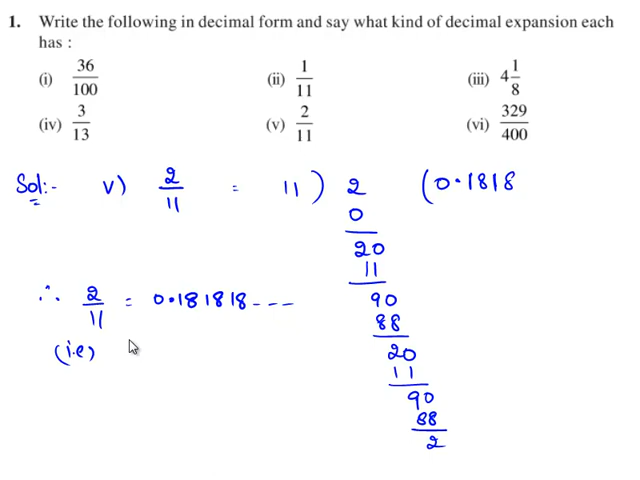 1. Write the following in decimal form and say what kind of decimal expansion each
has :
(i) 36/100 (ii) 1/11 (iii) 4 1/8
(iv) 3/13 (v) 2/11 (vi) 329/400
Sol:- v) 2/11 = 11 ) 2 ( 0.1818
0
20
11
90
88
20
11
90
88
2
∴ 2/11 = 0.181818 ---
(i.e)